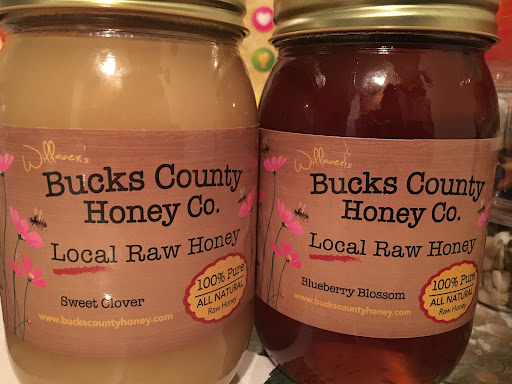 Willaver's
Bucks County
Honey Co.
Local Raw Honey
Sweet Clover
100% Pure
ALL NATURAL
Raw Honey
www.buckscountyhoney.com
Willaver's
Bucks County
Honey Co.
Local Raw Honey
Blueberry Blossom
100% Pure
ALL NATURAL
Raw Honey
www.buckscountyhoney.com